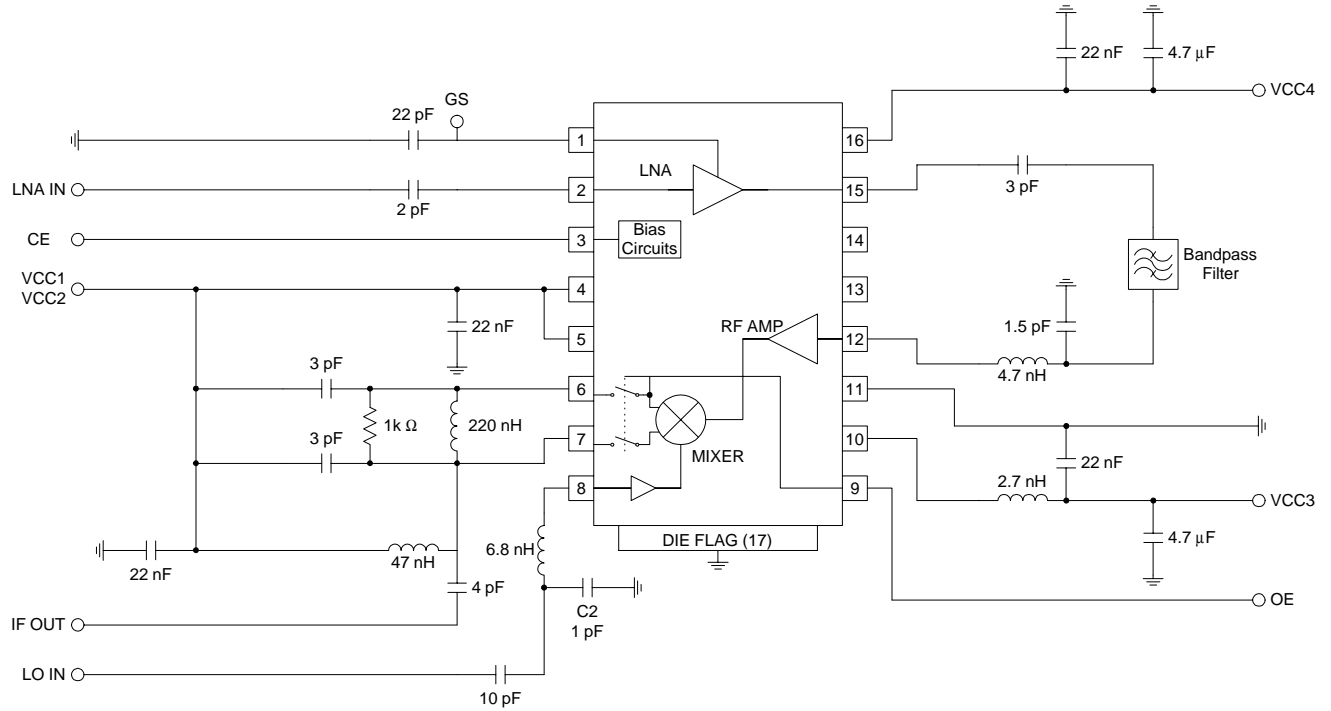 22 nF
4.7 μF
VCC4
GS
22 pF
1
16
LNA IN
2 pF
2
LNA
15
3 pF
CE
3
Bias
Circuits
14
Bandpass
Filter
VCC1
VCC2
4
13
22 nF
5
RF AMP
12
1.5 pF
4.7 nH
3 pF
6
11
1k Ω
220 nH
3 pF
7
MIXER
10
22 nF
2.7 nH
8
9
VCC3
22 nF
47 nH
6.8 nH
DIE FLAG (17)
4.7 μF
4 pF
C2
1 pF
OE
IF OUT
LO IN
10 pF